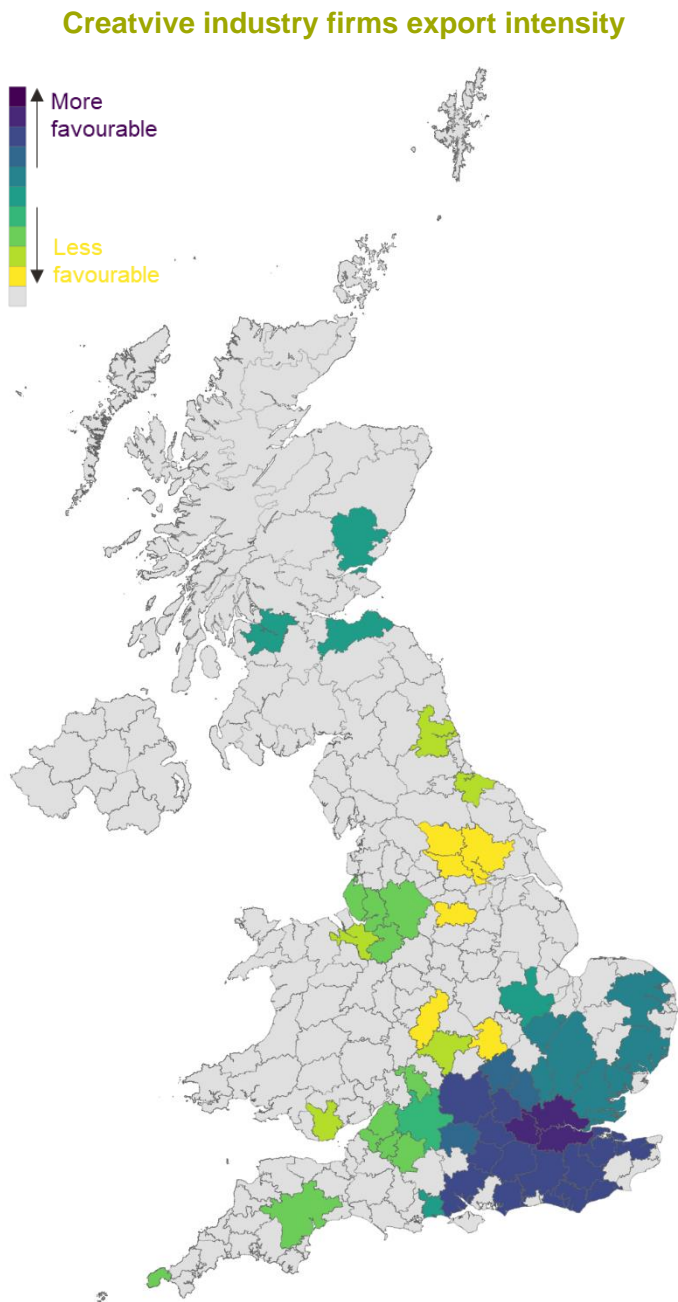 Creatvive industry firms export intensity
More
favourable
Less
favourable